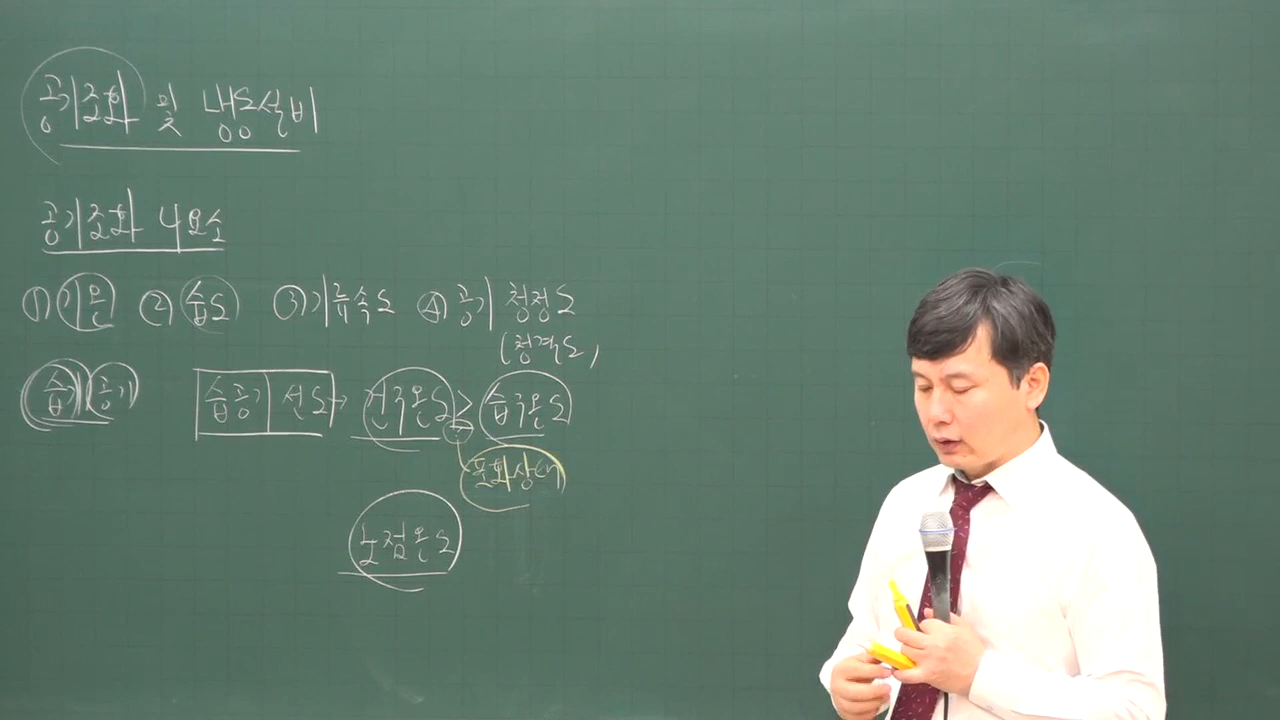 공기조화 및 냉동설비
공기조화 4요소
① 기온 ② 습도 ③ 기류속도 ④ 공기 청정도
(청결도)
습공기 습공기 선도 → 건구온도 ≥ 습구온도
포화상태
노점온도